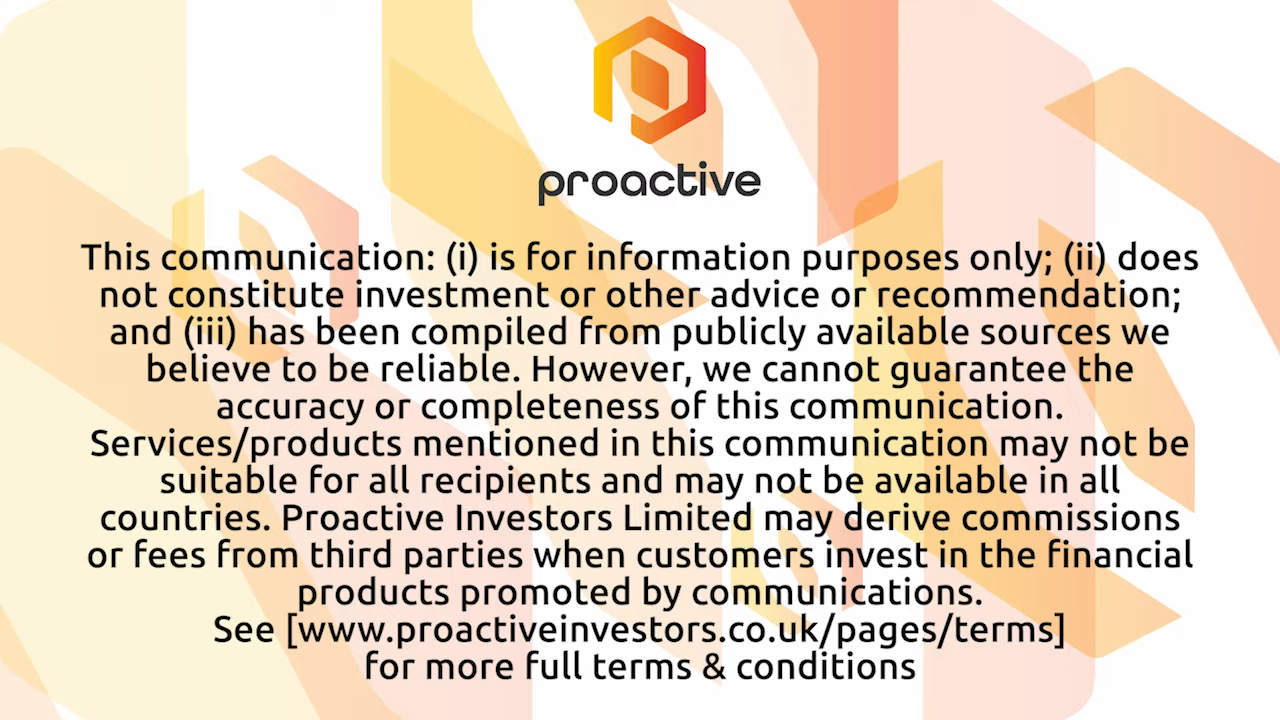 proactive
This communication: (i) is for information purposes only; (ii) does
not constitute investment or other advice or recommendation;
and (iii) has been compiled from publicly available sources we
believe to be reliable. However, we cannot guarantee the
accuracy or completeness of this communication.
Services/products mentioned in this communication may not be
suitable for all recipients and may not be available in all
countries. Proactive Investors Limited may derive commissions
or fees from third parties when customers invest in the financial
products promoted by communications.
See [www.proactiveinvestors.co.uk/pages/terms]
for more full terms & conditions